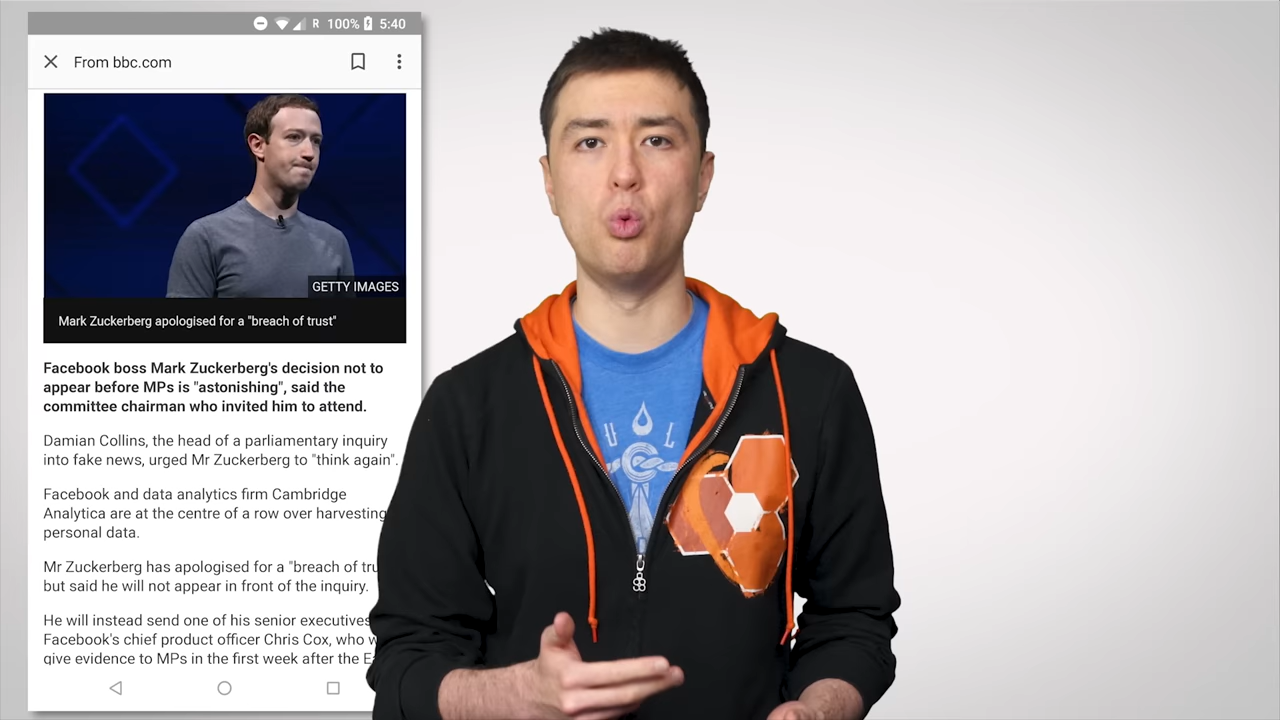 R 100% 5:40
From bbc.com
GETTY IMAGES
Mark Zuckerberg apologised for a "breach of trust"
Facebook boss Mark Zuckerberg's decision not to
appear before MPs is "astonishing", said the
committee chairman who invited him to attend.
Damian Collins, the head of a parliamentary inquiry
into fake news, urged Mr Zuckerberg to "think again".
Facebook and data analytics firm Cambridge
Analytica are at the centre of a row over harvesting
personal data.
Mr Zuckerberg has apologised for a "breach of tru
but said he will not appear in front of the inquiry.
He will instead send one of his senior executives
Facebook's chief product officer Chris Cox, who w
give evidence to MPs in the first week after the Ea
U L